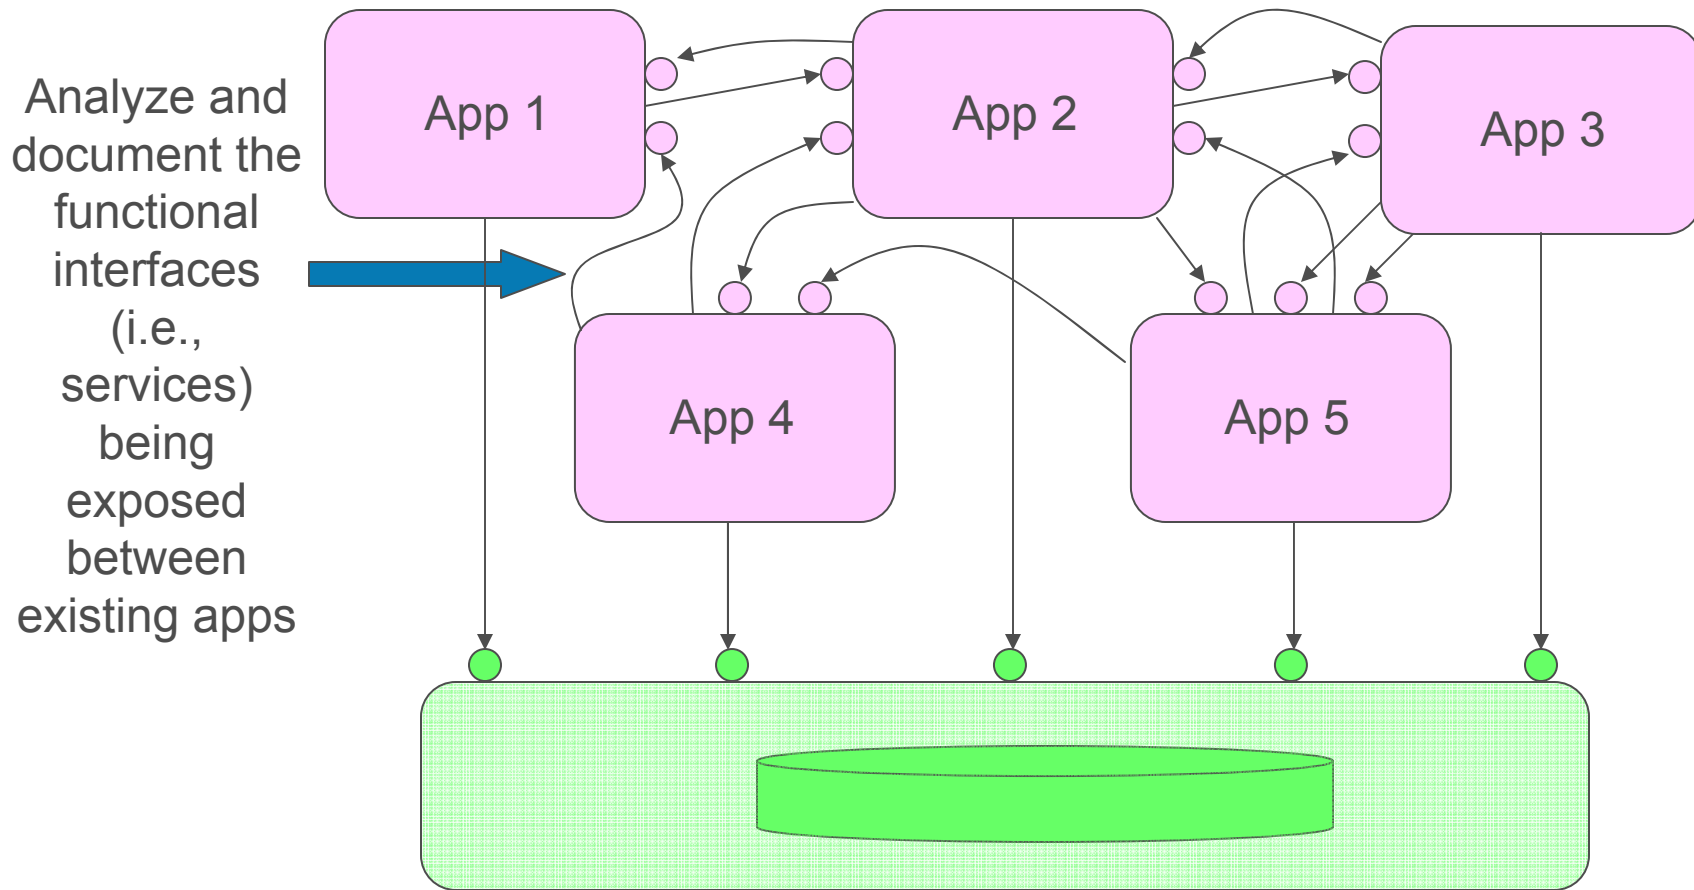 Analyze and
document the
functional
interfaces
(i.e.,
services)
being
exposed
between
existing apps
App 1
App 2
App 3
App 4
App 5